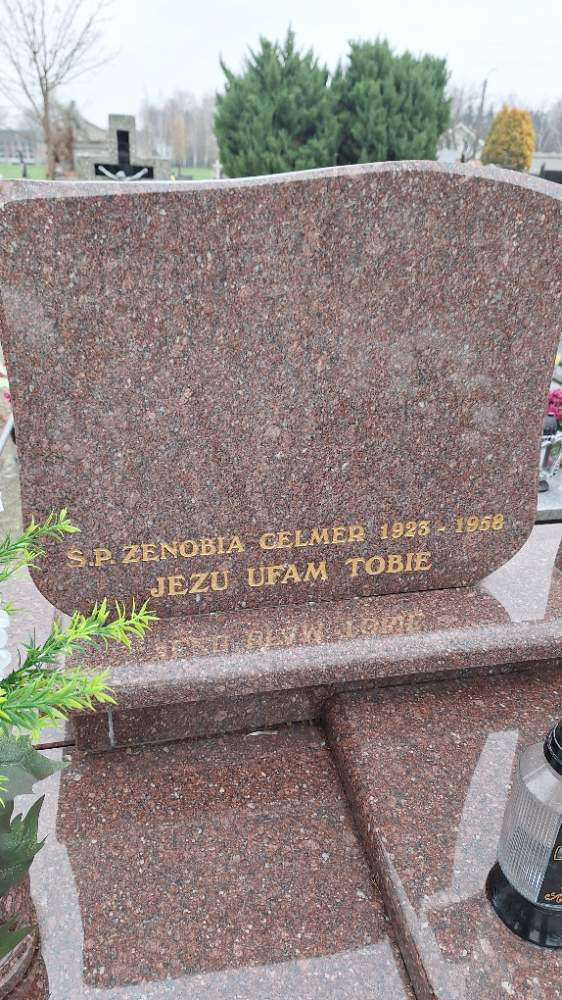 S.P. ZENOBIA CELMER 1923 - 1958
JEZU UFAM TOBIE